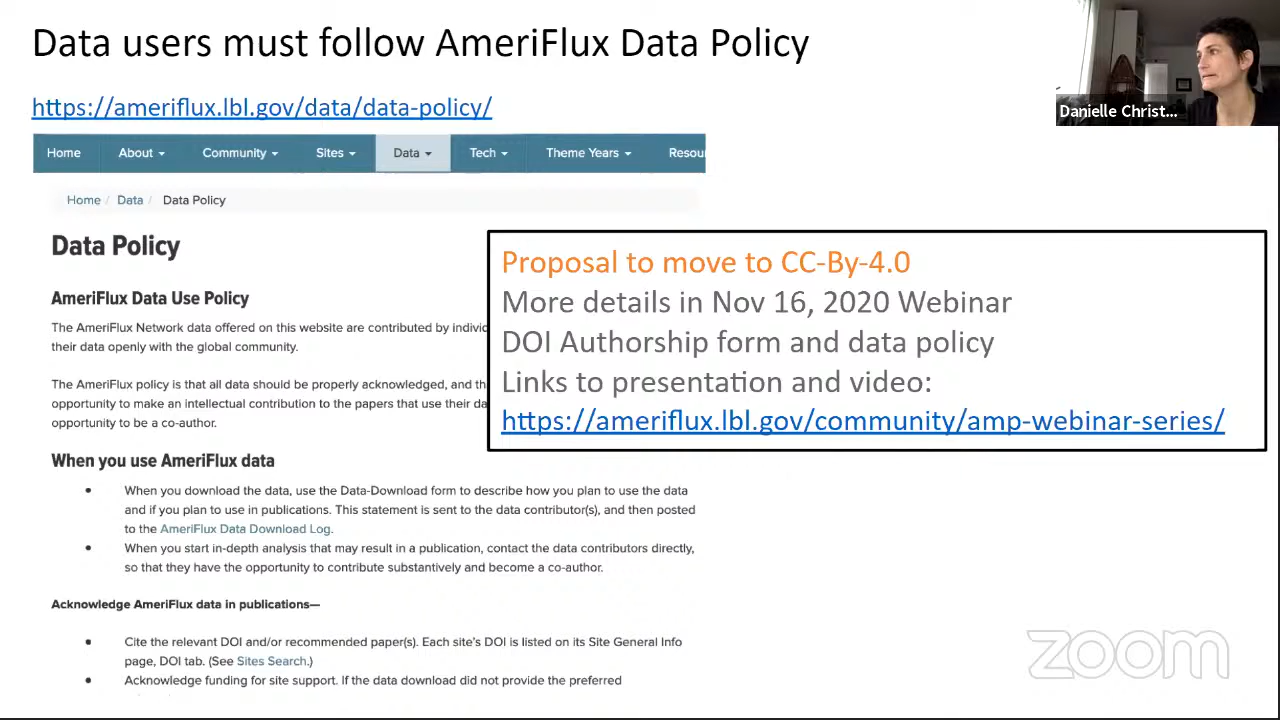 Data users must follow AmeriFlux Data Policy
Danielle Christ...
https://ameriflux.lbl.gov/data/data-policy/
Home About Community Sites Data Tech Theme Years Resou
Home / Data / Data Policy
Data Policy
AmeriFlux Data Use Policy
The AmeriFlux Network data offered on this website are contributed by
their data openly with the global community.
The AmeriFlux policy is that all data should be properly acknowledged, and
opportunity to make an intellectual contribution to the papers that use their
opportunity to be a co-author.
Proposal to move to CC-By-4.0
More details in Nov 16, 2020 Webinar
DOI Authorship form and data policy
Links to presentation and video:
https://ameriflux.lbl.gov/community/amp-webinar-series/
When you use AmeriFlux data
• When you download the data, use the Data-Download form to describe how you plan to use the data
and if you plan to use in publications. This statement is sent to the data contributor(s), and then posted
to the AmeriFlux Data Download Log.
• When you start in-depth analysis that may result in a publication, contact the data contributors directly,
so that they have the opportunity to contribute substantively and become a co-author.
Acknowledge AmeriFlux data in publications—
• Cite the relevant DOI and/or recommended paper(s). Each site's DOI is listed on its Site General Info
page, DOI tab. (See Sites Search.)
• Acknowledge funding for site support. If the data download did not provide the preferred
zoom